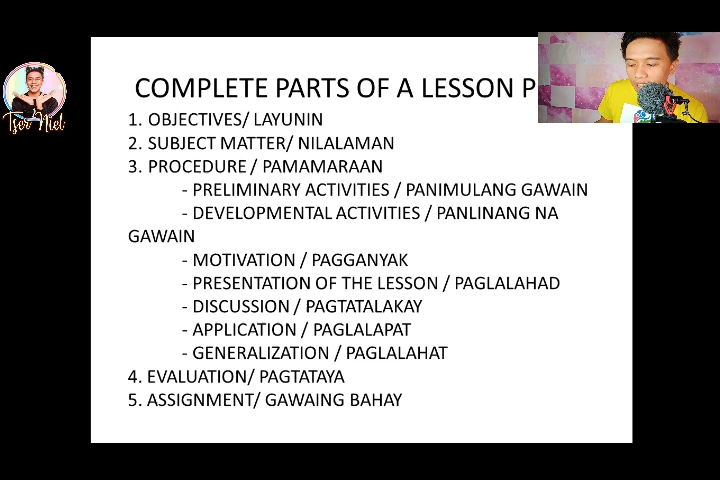 COMPLETE PARTS OF A LESSON P
1. OBJECTIVES/ LAYUNIN
2. SUBJECT MATTER/ NILALAMAN
3. PROCEDURE / PAMAMARAAN
- PRELIMINARY ACTIVITIES / PANIMULANG GAWAIN
- DEVELOPMENTAL ACTIVITIES / PANLINANG NA
GAWAIN
- MOTIVATION / PAGGANYAK
- PRESENTATION OF THE LESSON / PAGLALAHAD
- DISCUSSION / PAGTATALAKAY
- APPLICATION / PAGLALAPAT
- GENERALIZATION / PAGLALAHAT
4. EVALUATION/ PAGTATAYA
5. ASSIGNMENT/ GAWAING BAHAY
Tser Niel